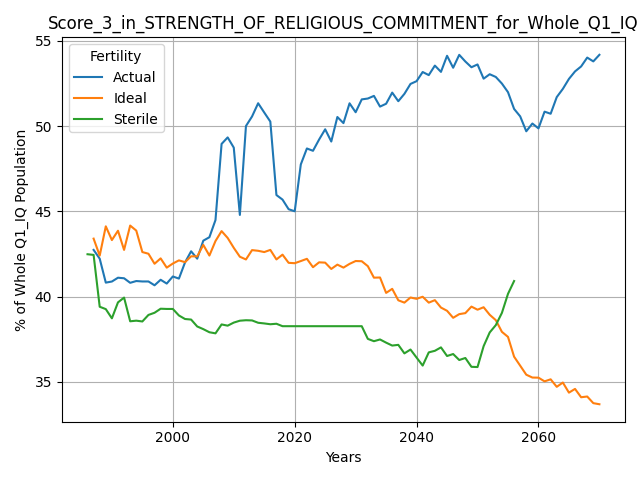 Score_3_in_STRENGTH_OF_RELIGIOUS_COMMITMENT_for_Whole_Q1_IQ
Fertility
Actual
Ideal
Sterile
% of Whole Q1_IQ Population
55
50
45
40
35
2000
2020
2040
2060
Years